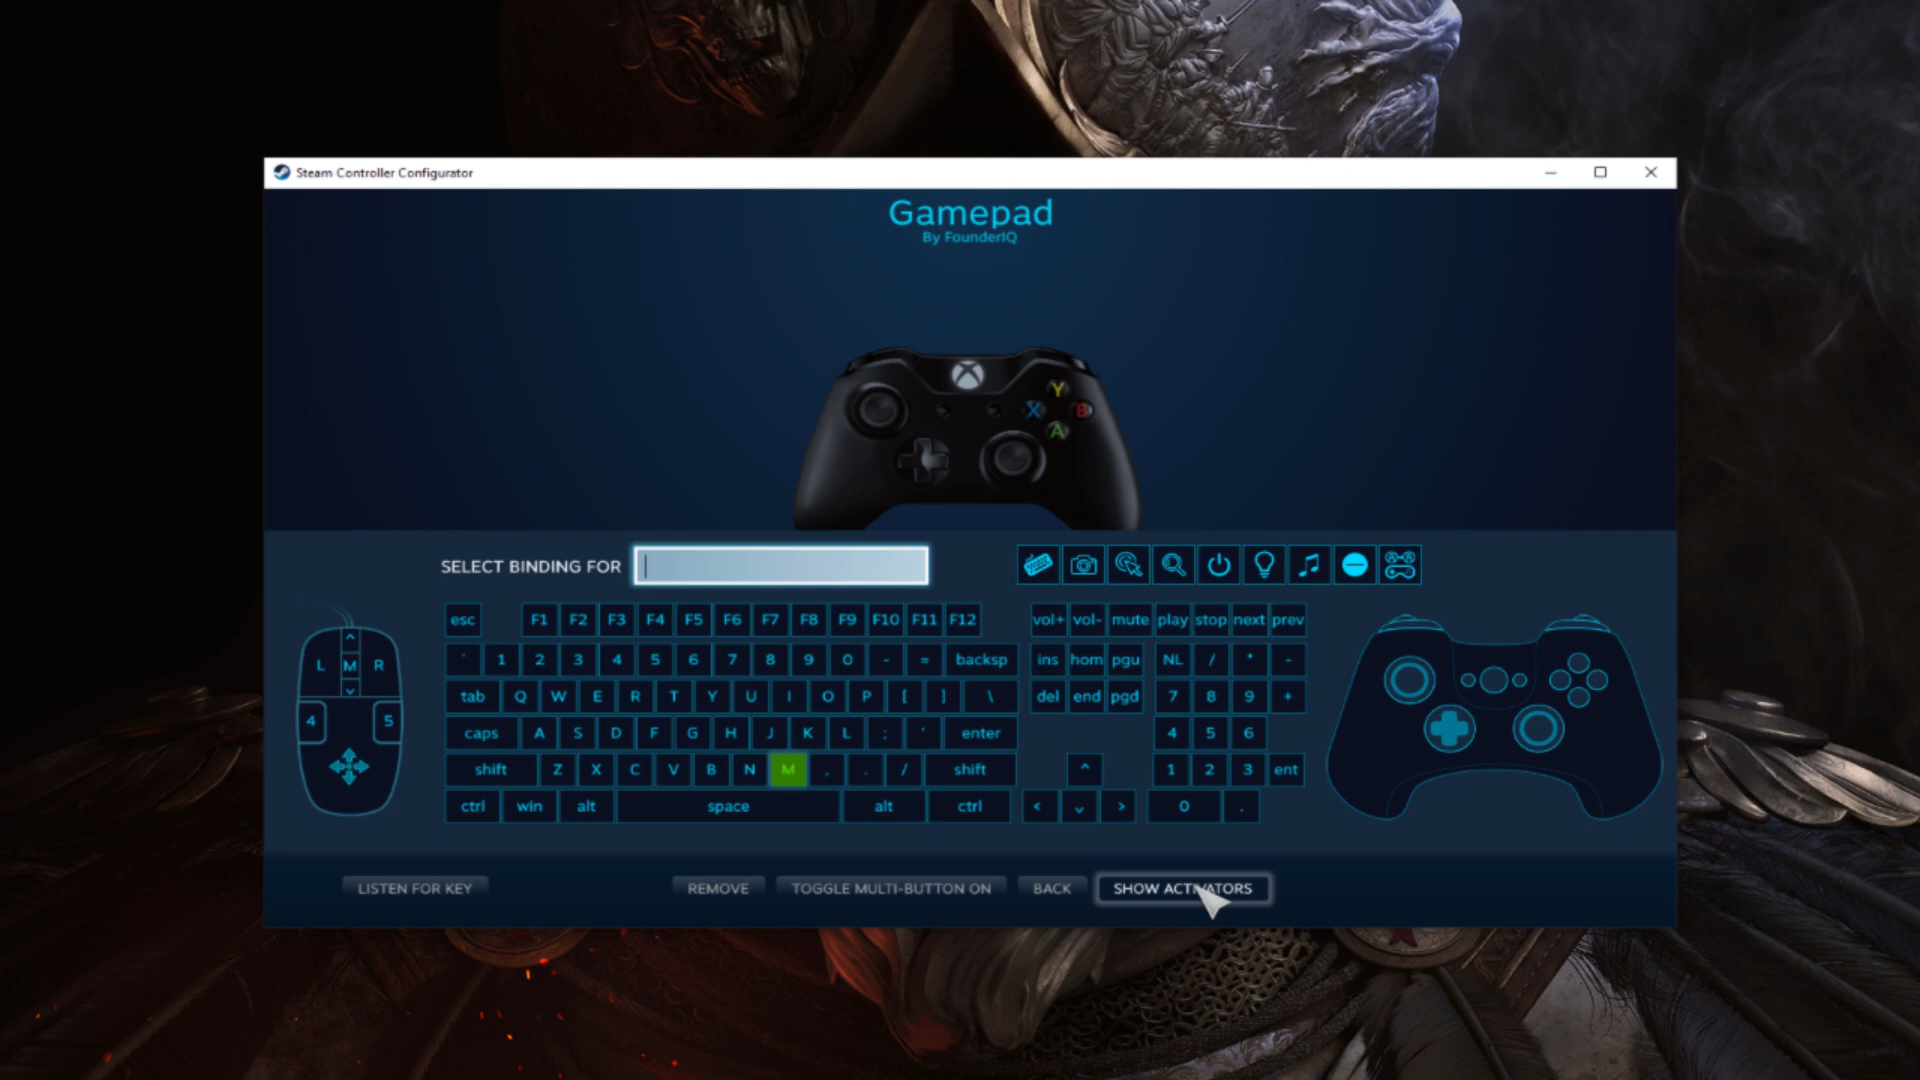 Steam Controller Configurator
Gamepad
By FounderIQ
Y
X B
A
SELECT BINDING FOR
esc F1 F2 F3 F4 F5 F6 F7 F8 F9 F10 F11 F12 vol+ vol- mute play stop next prev
` 1 2 3 4 5 6 7 8 9 0 - = backsp ins hom pgu NL / * -
L M R
tab Q W E R T Y U I O P [ ] \ del end pgd 7 8 9 +
4 5
caps A S D F G H J K L ; ' enter 4 5 6
shift Z X C V B N M , . / shift ^ 1 2 3 ent
ctrl win alt space alt ctrl < v > 0 .
LISTEN FOR KEY REMOVE TOGGLE MULTI-BUTTON ON BACK SHOW ACTIVATORS